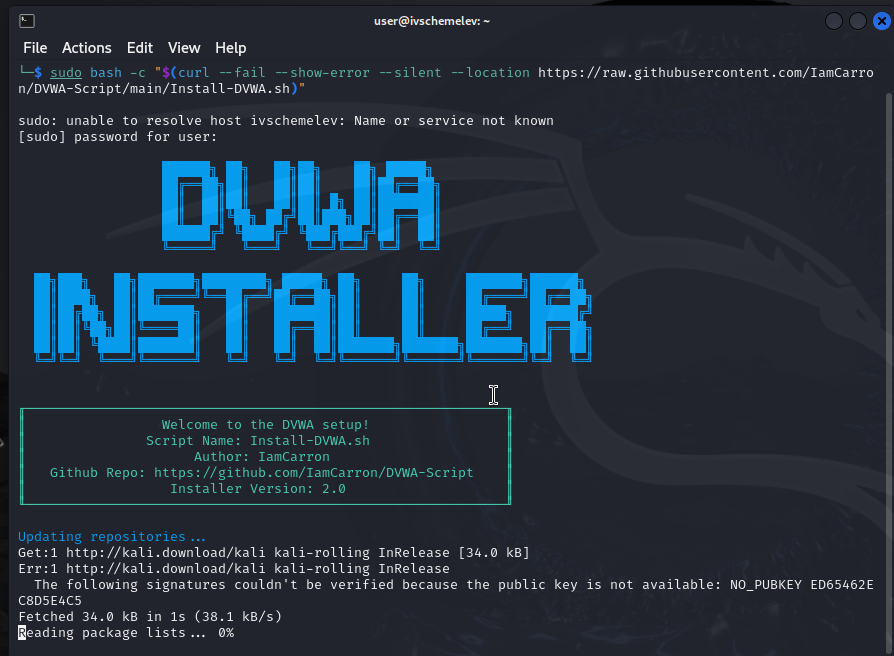 user@ivschemelev: ~
File Actions Edit View Help
└─$ sudo bash -c "$(curl --fail --show-error --silent --location https://raw.githubusercontent.com/IamCarro
n/DVWA-Script/main/Install-DVWA.sh)"
sudo: unable to resolve host ivschemelev: Name or service not known
[sudo] password for user:
DVWA
INSTALLER
Welcome to the DVWA setup!
Script Name: Install-DVWA.sh
Author: IamCarron
Github Repo: https://github.com/IamCarron/DVWA-Script
Installer Version: 2.0
Updating repositories...
Get:1 http://kali.download/kali kali-rolling InRelease [34.0 kB]
Err:1 http://kali.download/kali kali-rolling InRelease
The following signatures couldn't be verified because the public key is not available: NO_PUBKEY ED65462E
C8D5E4C5
Fetched 34.0 kB in 1s (38.1 kB/s)
Reading package lists... 0%